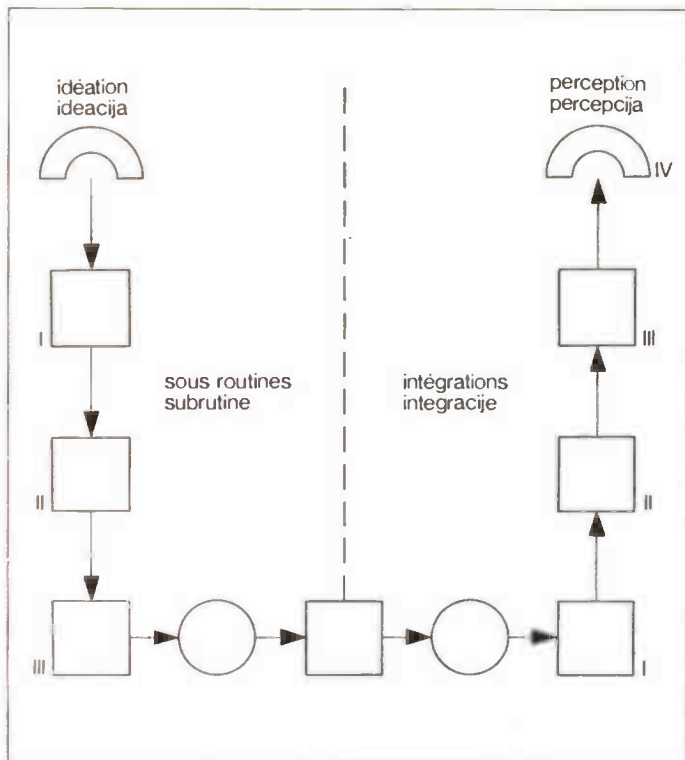 idéation
ideacija
perception
percepcija
IV
I
III
sous routines
subrutine
intégrations
integracije
II
II
III
I